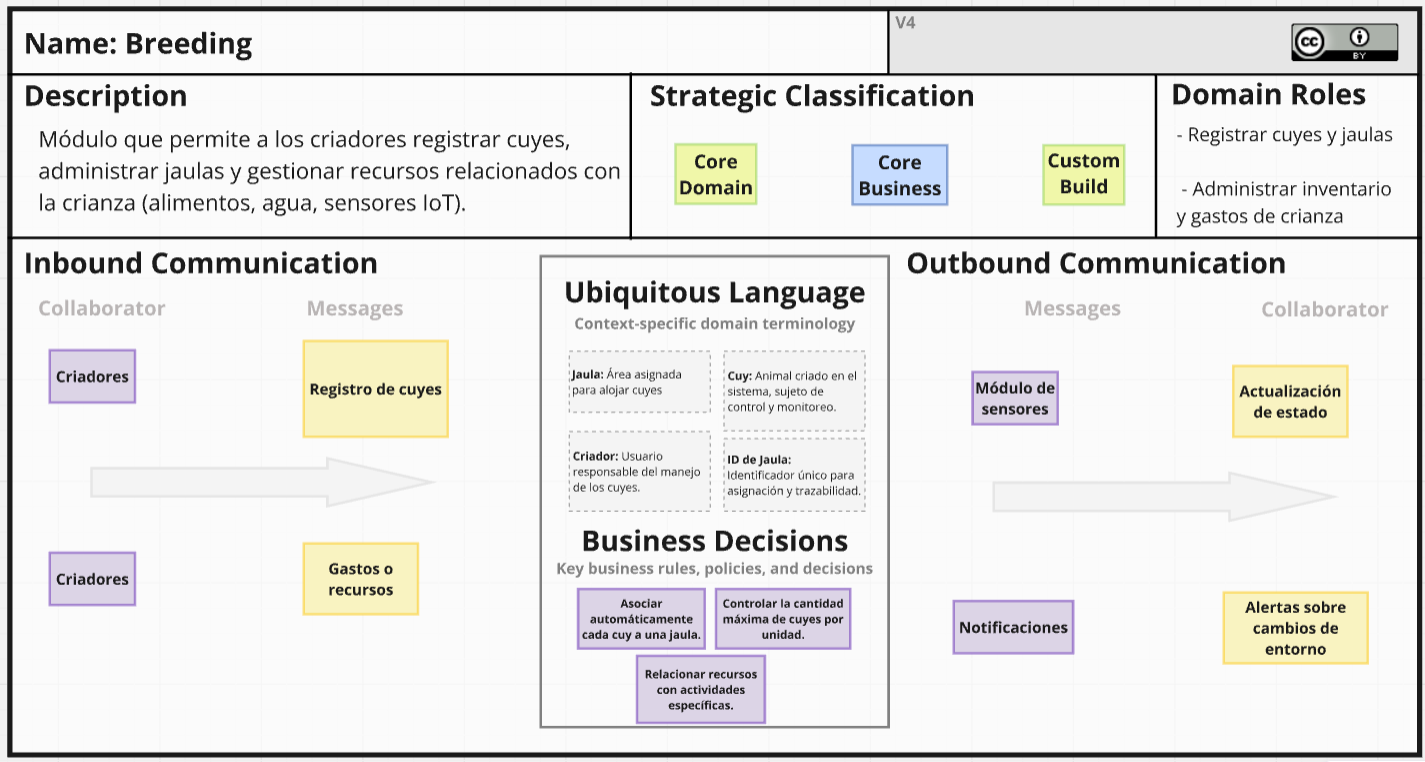 Name: Breeding
V4
cc
BY
Description
Módulo que permite a los criadores registrar cuyes,
administrar jaulas y gestionar recursos relacionados con
la crianza (alimentos, agua, sensores IoT).
Strategic Classification
Core
Domain
Core
Business
Custom
Build
Domain Roles
- Registrar cuyes y jaulas
- Administrar inventario
y gastos de crianza
Inbound Communication
Collaborator
Messages
Criadores
Registro de cuyes
Criadores
Gastos o
recursos
Ubiquitous Language
Context-specific domain terminology
Jaula: Área asignada
para alojar cuyes
Cuy: Animal criado en el
sistema, sujeto de
control y monitoreo.
Criador: Usuario
responsable del manejo
de los cuyes.
ID de Jaula:
Identificador único para
asignación y trazabilidad.
Business Decisions
Key business rules, policies, and decisions
Asociar
automáticamente
cada cuy a una jaula.
Controlar la cantidad
máxima de cuyes por
unidad.
Relacionar recursos
con actividades
específicas.
Outbound Communication
Messages
Collaborator
Módulo de
sensores
Actualización
de estado
Notificaciones
Alertas sobre
cambios de
entorno